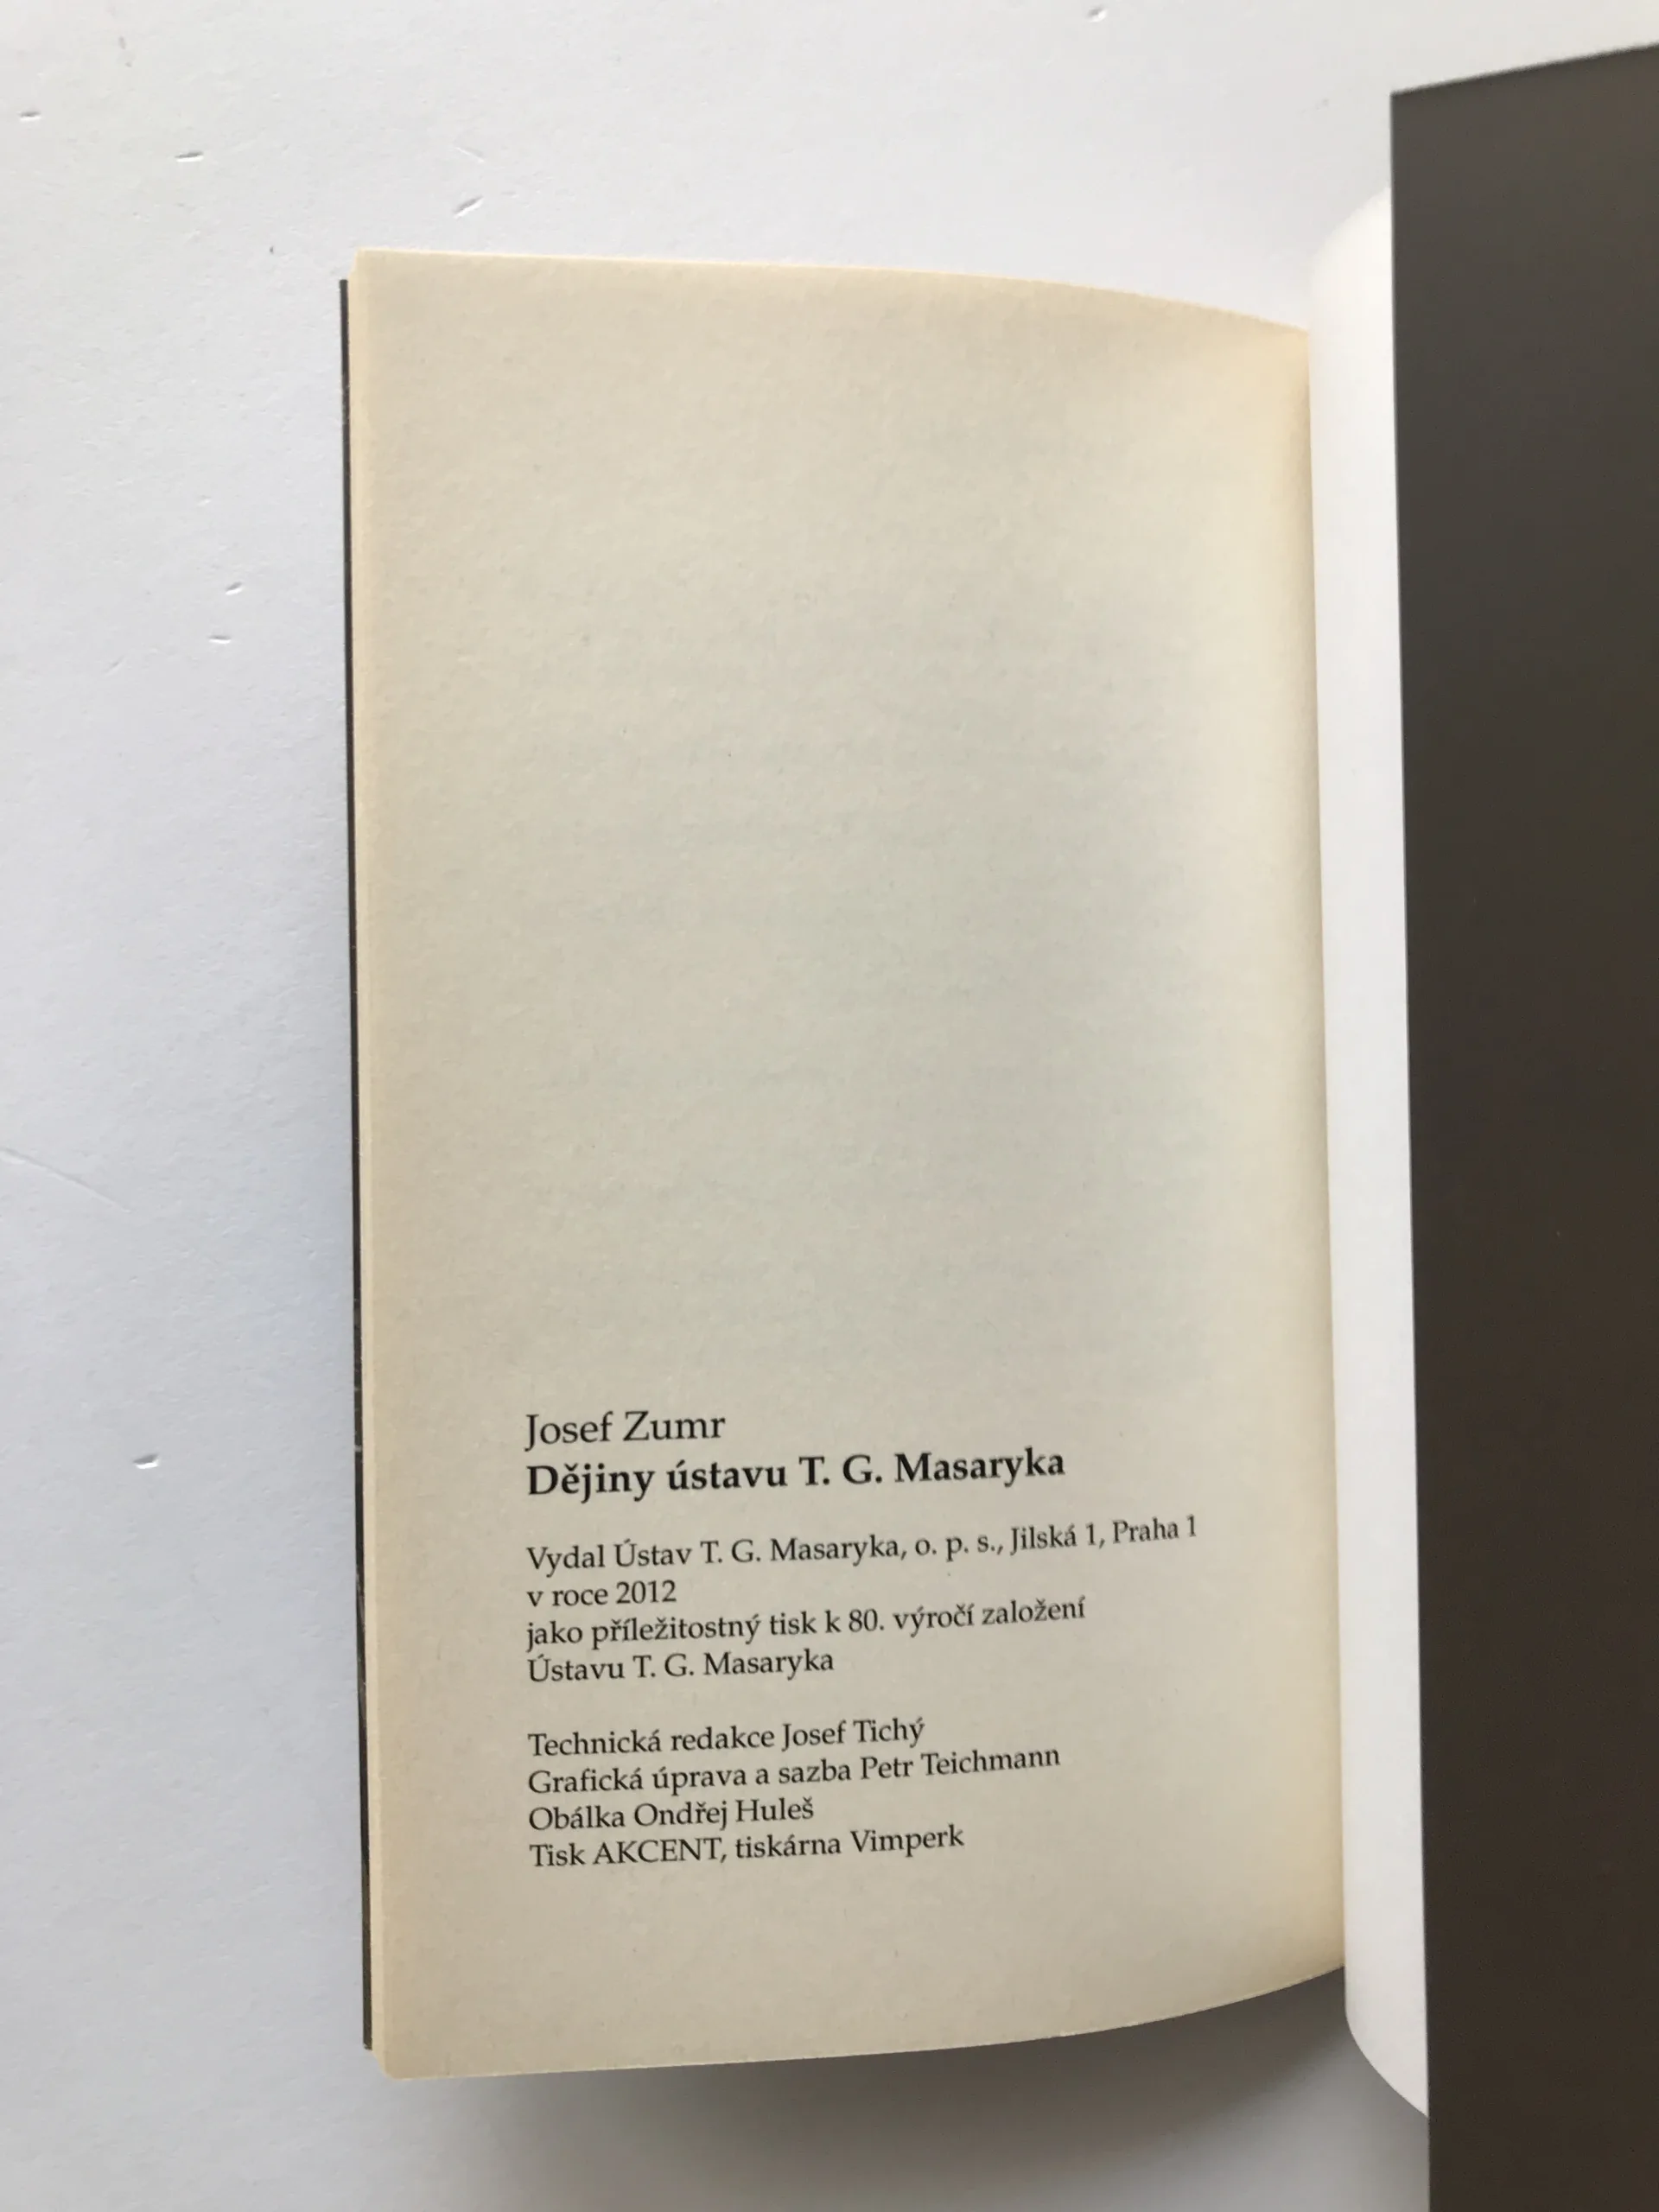 Josef Zumr
Dějiny ústavu T. G. Masaryka
Vydal Ústav T. G. Masaryka, o. p. s., Jilská 1, Praha 1
v roce 2012
jako příležitostný tisk k 80. výročí založení
Ústavu T. G. Masaryka
Technická redakce Josef Tichý
Grafická úprava a sazba Petr Teichmann
Obálka Ondřej Huleš
Tisk AKCENT, tiskárna Vimperk